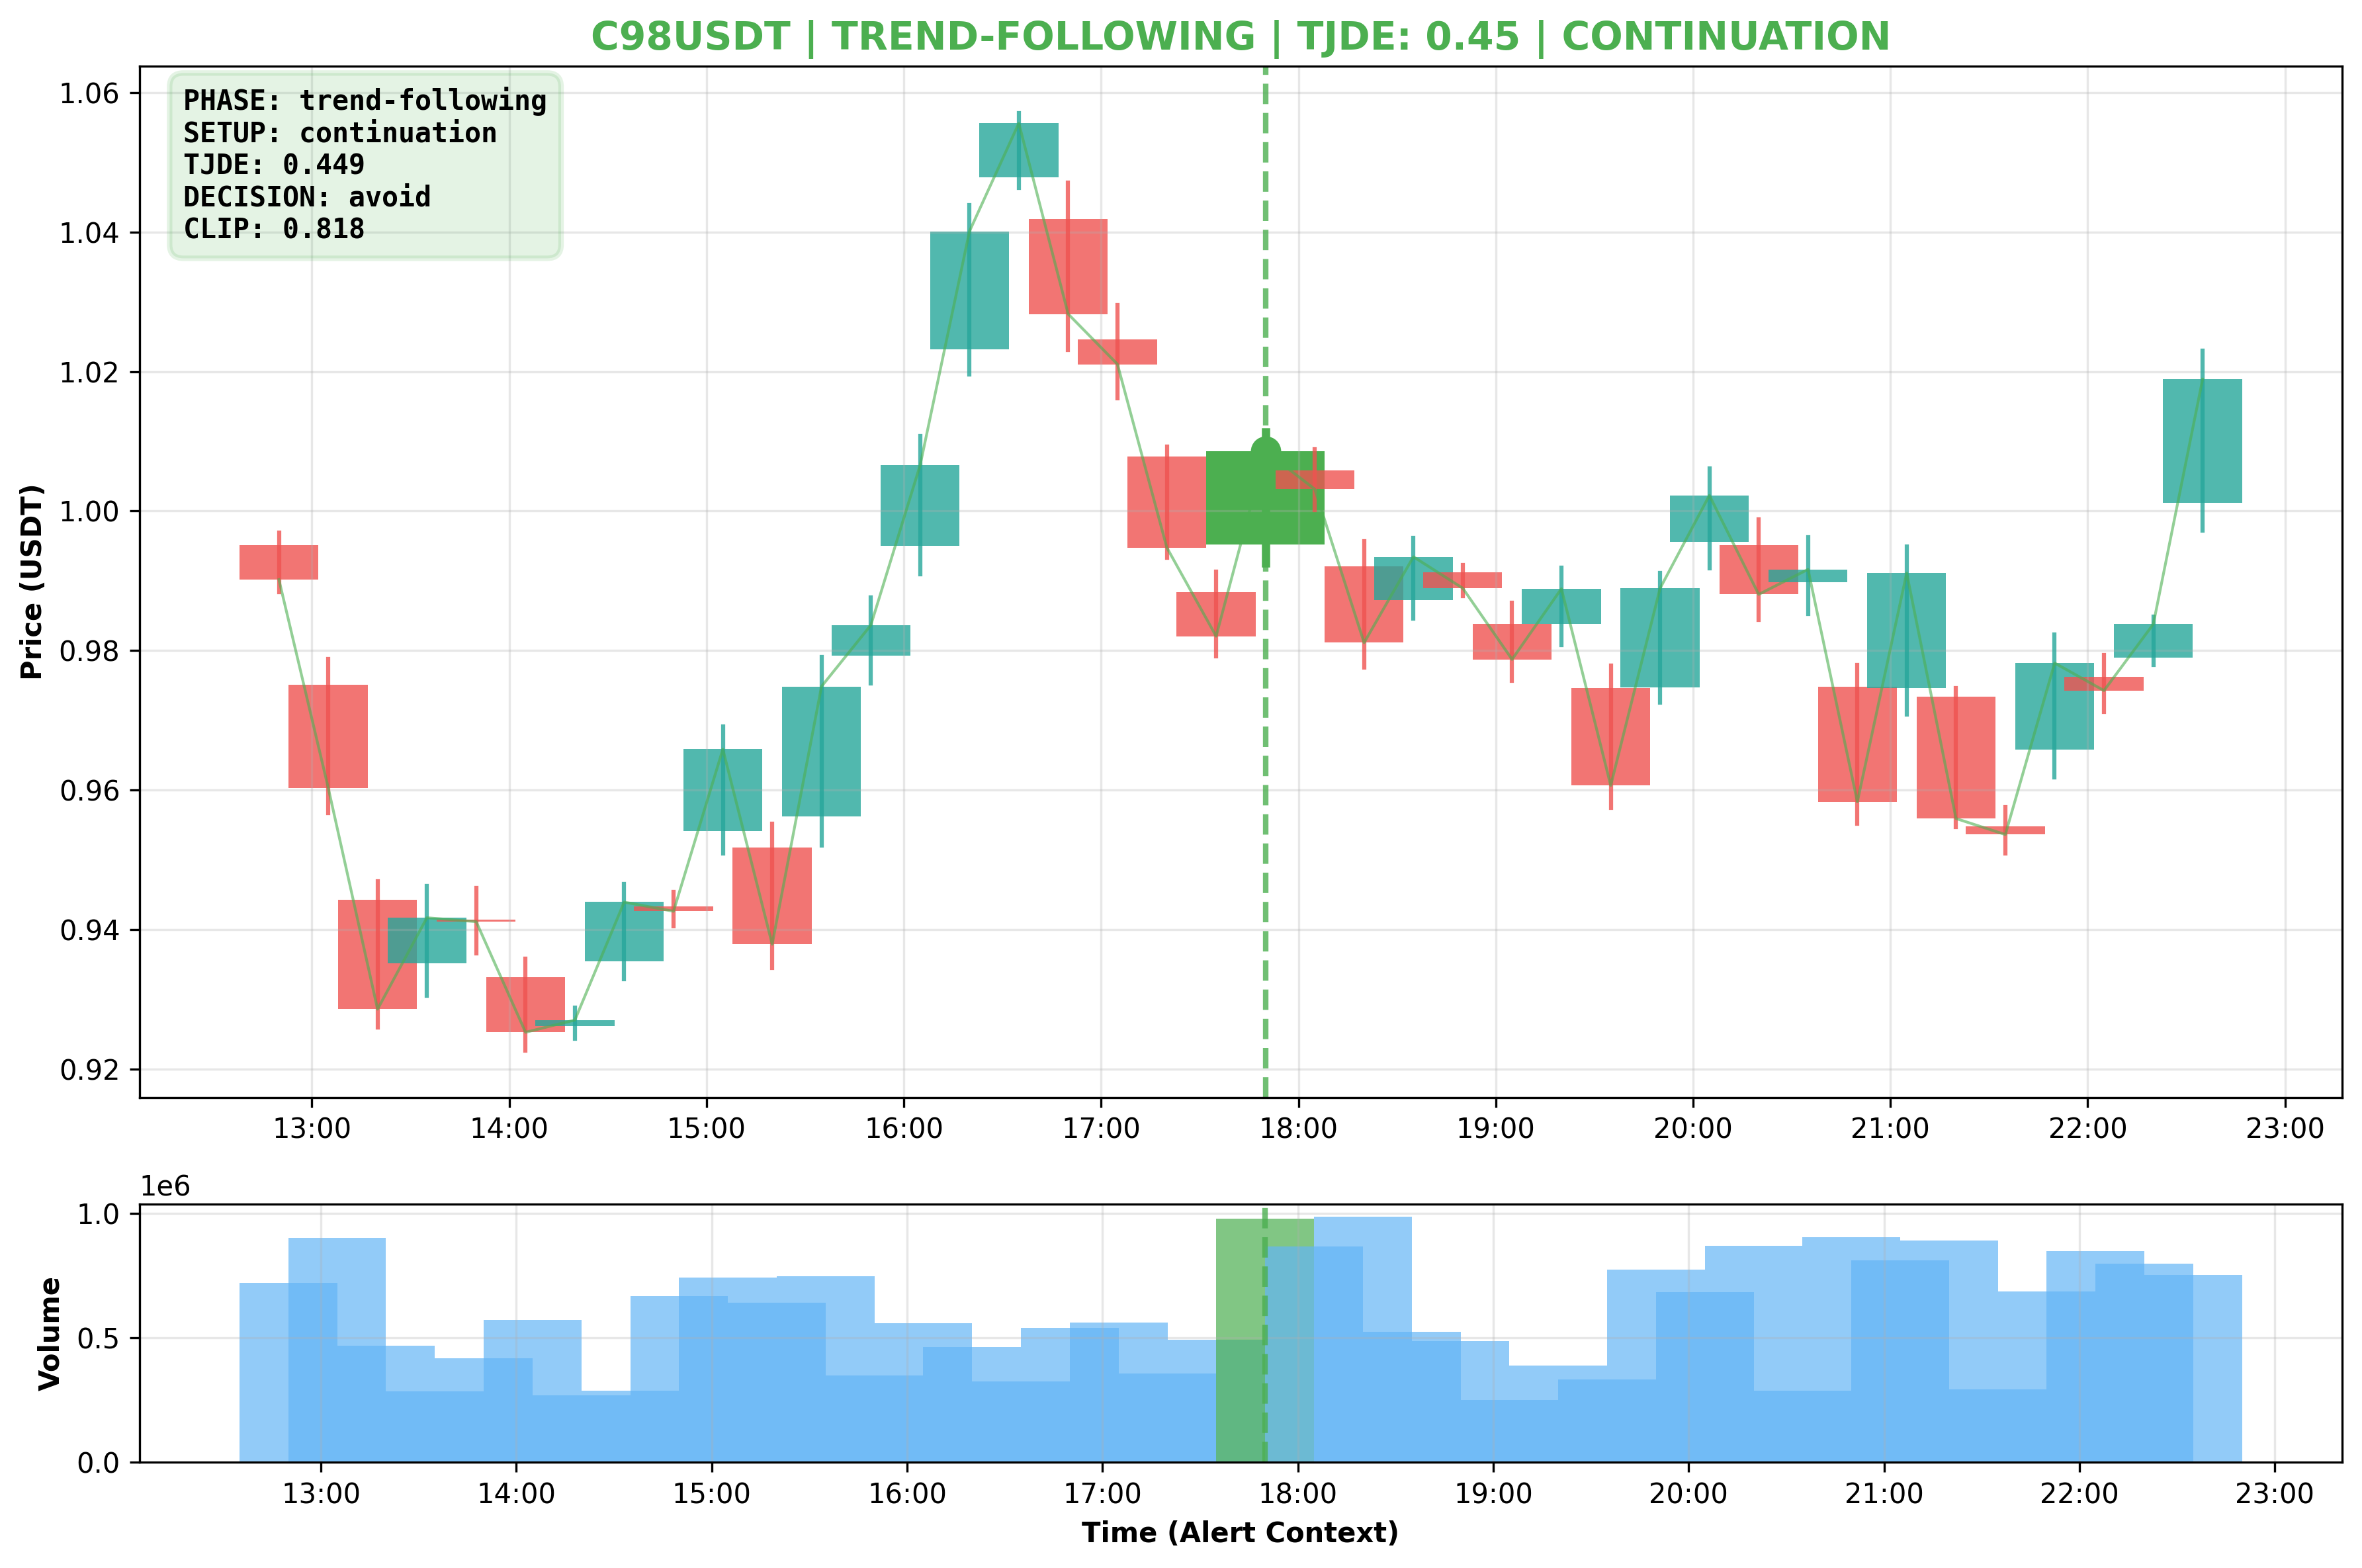 C98USDT | TREND-FOLLOWING | TJDE: 0.45 | CONTINUATION
PHASE: trend-following
SETUP: continuation
TJDE: 0.449
DECISION: avoid
CLIP: 0.818
Price (USDT)
1.06
1.04
1.02
1.00
0.98
0.96
0.94
0.92
13:00 14:00 15:00 16:00 17:00 18:00 19:00 20:00 21:00 22:00 23:00
1e6
Volume
1.0
0.5
0.0
13:00 14:00 15:00 16:00 17:00 18:00 19:00 20:00 21:00 22:00 23:00
Time (Alert Context)